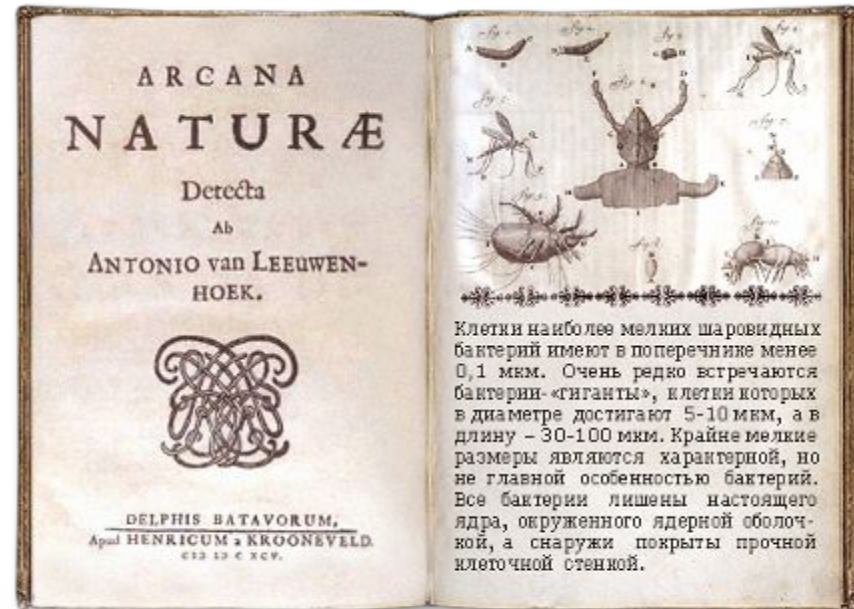 ARCANA
NATURÆ
Detecta
Ab
ANTONIO van LEEUWEN-
HOEK.
DELPHIS BATAVORUM,
Apud HENRICUM a KROONEVELD.
Клетки наиболее мелких шаровидных
бактерий имеют в поперечнике менее
0,1 мкм. Очень редко встречаются
бактерии-«гиганты», клетки которых
в диаметре достигают 5-10 мкм, а в
длину – 30-100 мкм. Крайне мелкие
размеры являются характерной, но
не главной особенностью бактерий.
Все бактерии лишены настоящего
ядра, окруженного ядерной оболоч-
кой, а снаружи покрыты прочной
клеточной стенкой.